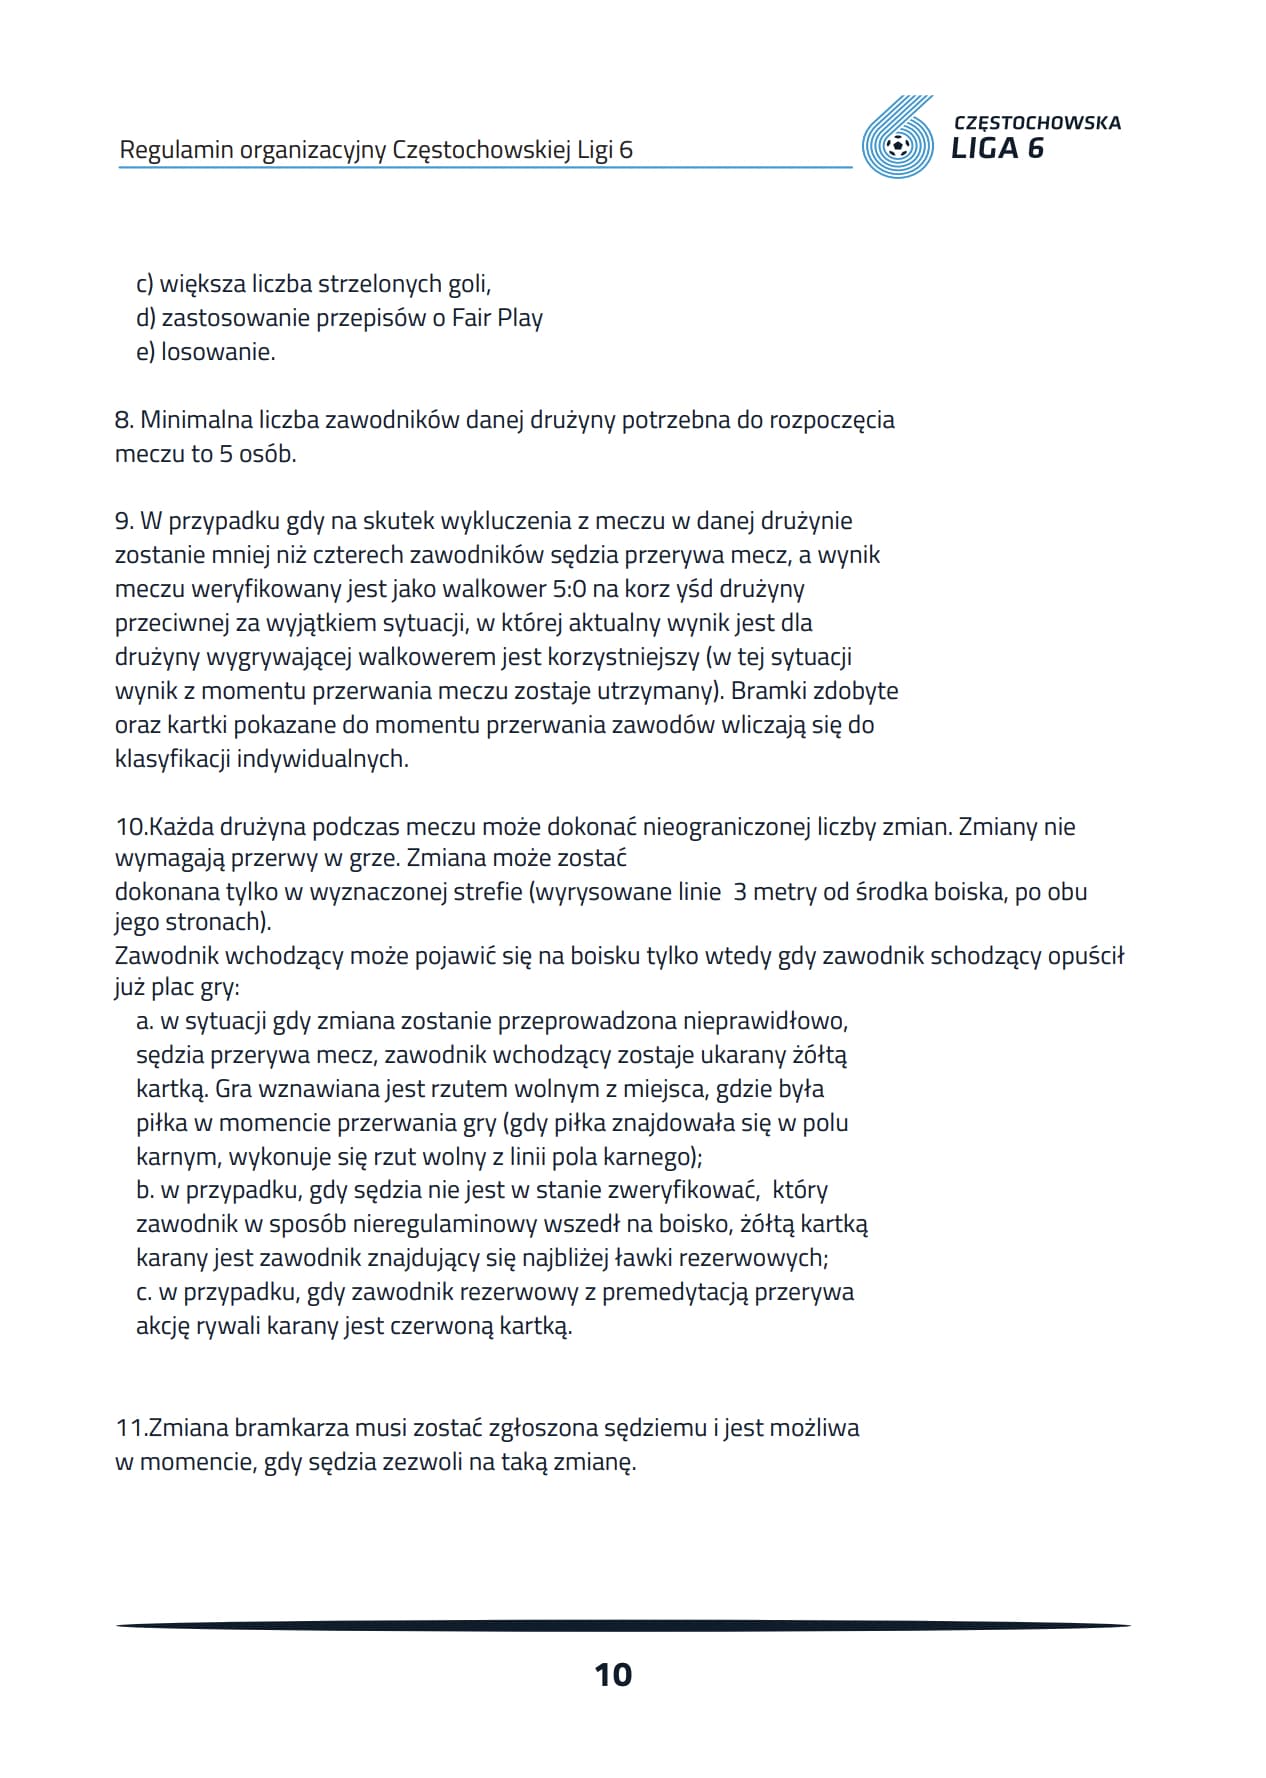 Regulamin organizacyjny Częstochowskiej Ligi 6
CZĘSTOCHOWSKA
LIGA 6
c) większa liczba strzelonych goli,
d) zastosowanie przepisów o Fair Play
e) losowanie.
8. Minimalna liczba zawodników danej drużyny potrzebna do rozpoczęcia
meczu to 5 osób.
9. W przypadku gdy na skutek wykluczenia z meczu w danej drużynie
zostanie mniej niż czterech zawodników sędzia przerywa mecz, a wynik
meczu weryfikowany jest jako walkower 5:0 na korz yśd drużyny
przeciwnej za wyjątkiem sytuacji, w której aktualny wynik jest dla
drużyny wygrywającej walkowerem jest korzystniejszy (w tej sytuacji
wynik z momentu przerwania meczu zostaje utrzymany). Bramki zdobyte
oraz kartki pokazane do momentu przerwania zawodów wliczają się do
klasyfikacji indywidualnych.
10.Każda drużyna podczas meczu może dokonać nieograniczonej liczby zmian. Zmiany nie
wymagają przerwy w grze. Zmiana może zostać
dokonana tylko w wyznaczonej strefie (wyrysowane linie  3 metry od środka boiska, po obu
jego stronach).
Zawodnik wchodzący może pojawić się na boisku tylko wtedy gdy zawodnik schodzący opuścił
już plac gry:
a. w sytuacji gdy zmiana zostanie przeprowadzona nieprawidłowo,
sędzia przerywa mecz, zawodnik wchodzący zostaje ukarany żółtą
kartką. Gra wznawiana jest rzutem wolnym z miejsca, gdzie była
piłka w momencie przerwania gry (gdy piłka znajdowała się w polu
karnym, wykonuje się rzut wolny z linii pola karnego);
b. w przypadku, gdy sędzia nie jest w stanie zweryfikować,  który
zawodnik w sposób nieregulaminowy wszedł na boisko, żółtą kartką
karany jest zawodnik znajdujący się najbliżej ławki rezerwowych;
c. w przypadku, gdy zawodnik rezerwowy z premedytacją przerywa
akcję rywali karany jest czerwoną kartką.
11.Zmiana bramkarza musi zostać zgłoszona sędziemu i jest możliwa
w momencie, gdy sędzia zezwoli na taką zmianę.
10